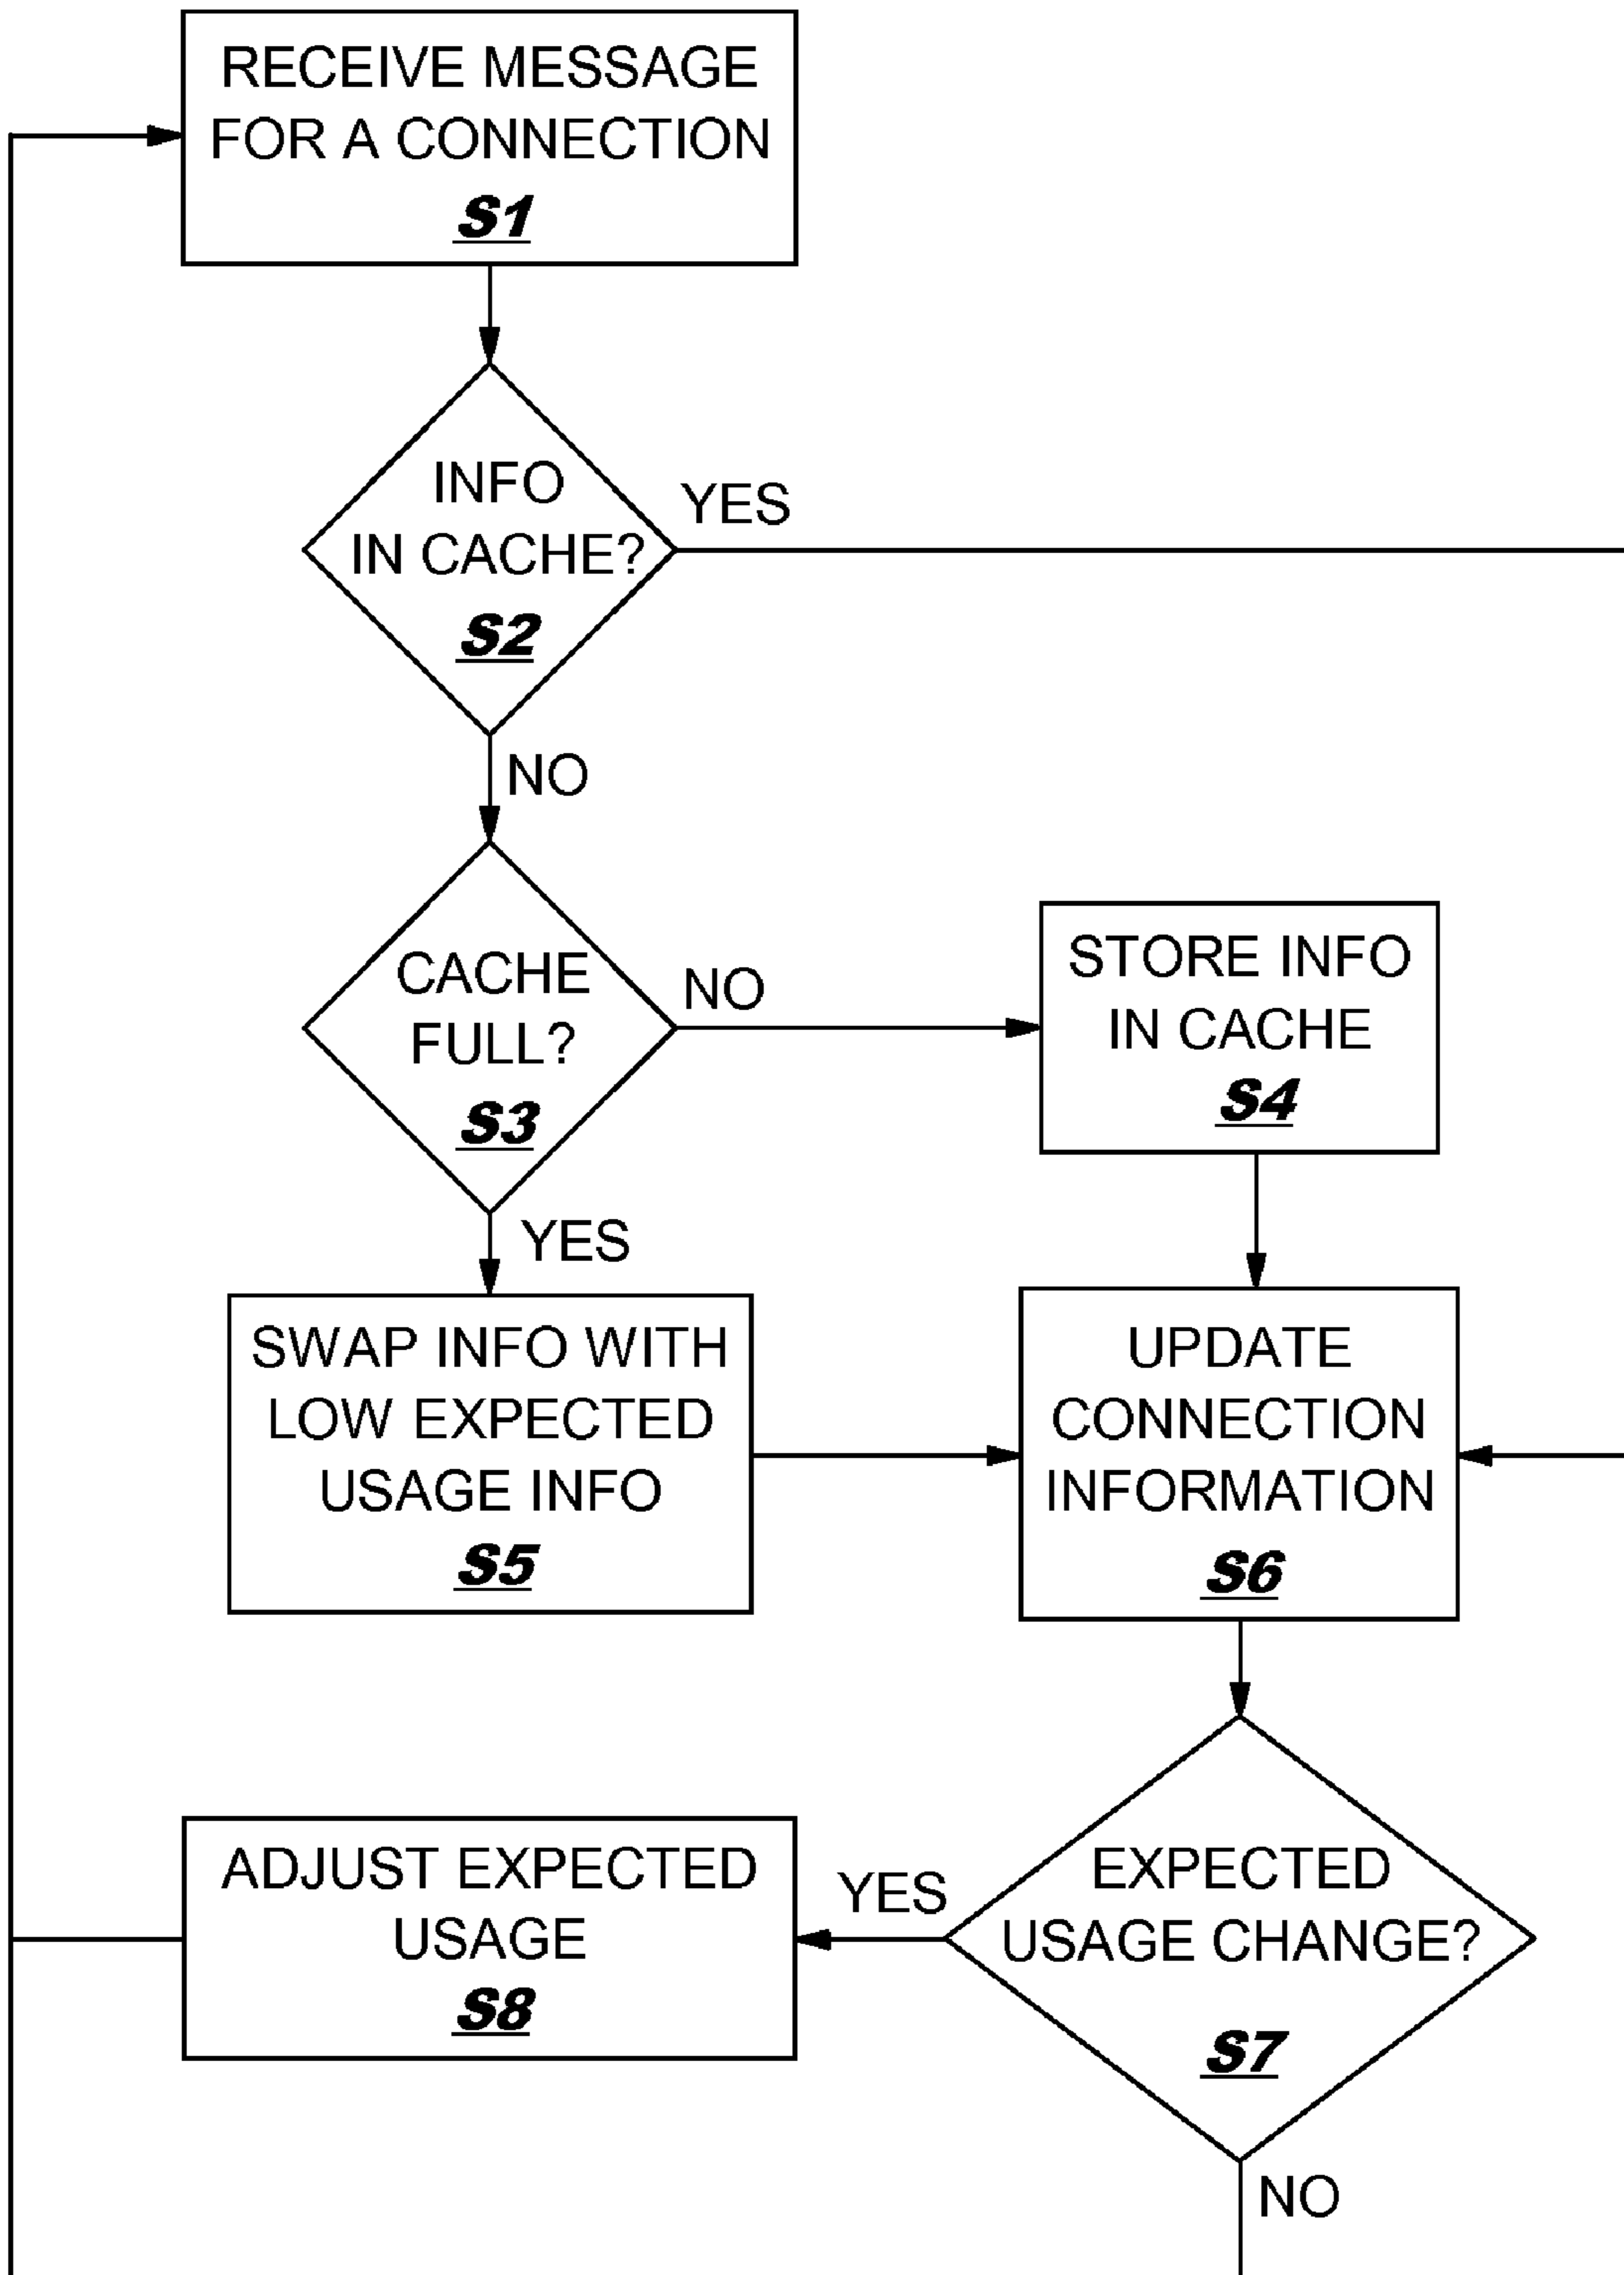 RECEIVE MESSAGE
FOR A CONNECTION
S1
INFO
IN CACHE?
S2
YES
NO
CACHE
FULL?
S3
NO
STORE INFO
IN CACHE
S4
YES
SWAP INFO WITH
LOW EXPECTED
USAGE INFO
S5
UPDATE
CONNECTION
INFORMATION
S6
EXPECTED
USAGE CHANGE?
S7
YES
ADJUST EXPECTED
USAGE
S8
NO